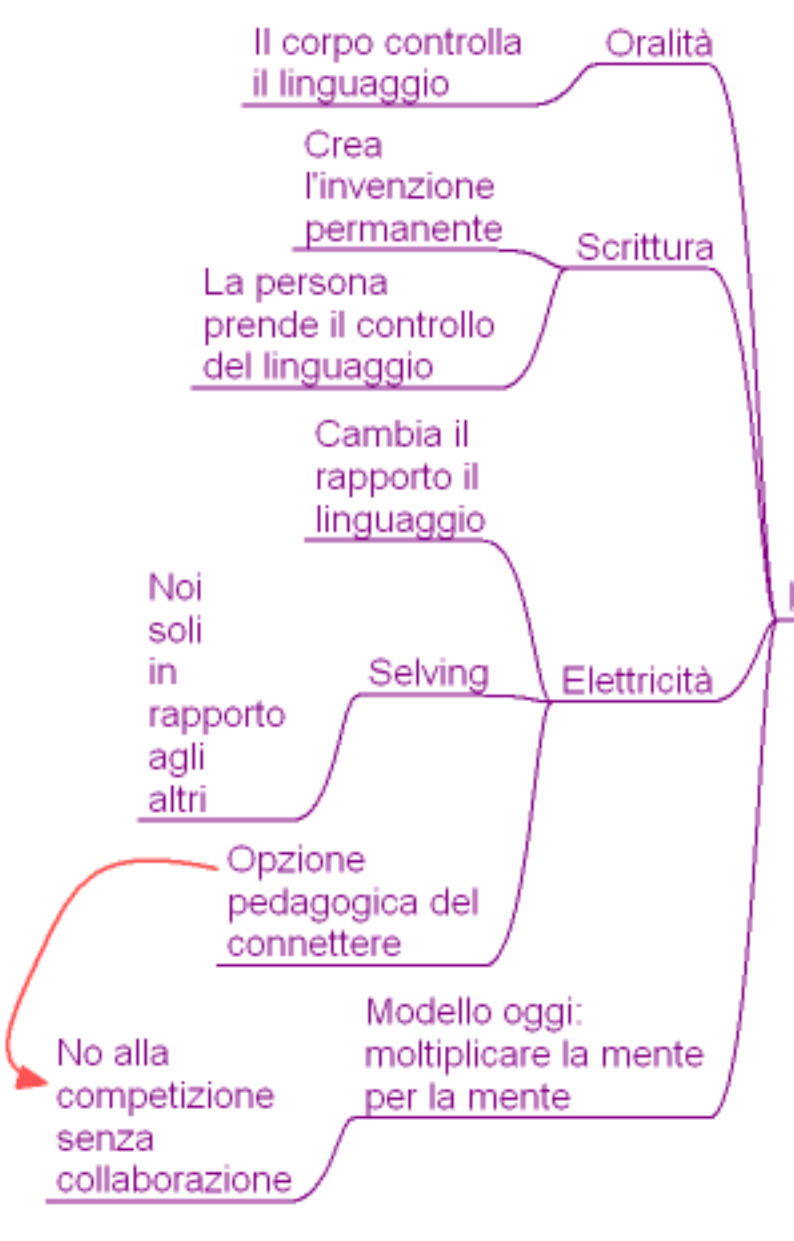 Il corpo controlla
il linguaggio
Oralità
Crea
l'invenzione
permanente
Scrittura
La persona
prende il controllo
del linguaggio
Cambia il
rapporto il
linguaggio
Noi
soli
in
rapporto
agli
altri
Selving
Elettricità
Opzione
pedagogica del
connettere
Modello oggi:
moltiplicare la mente
per la mente
No alla
competizione
senza
collaborazione